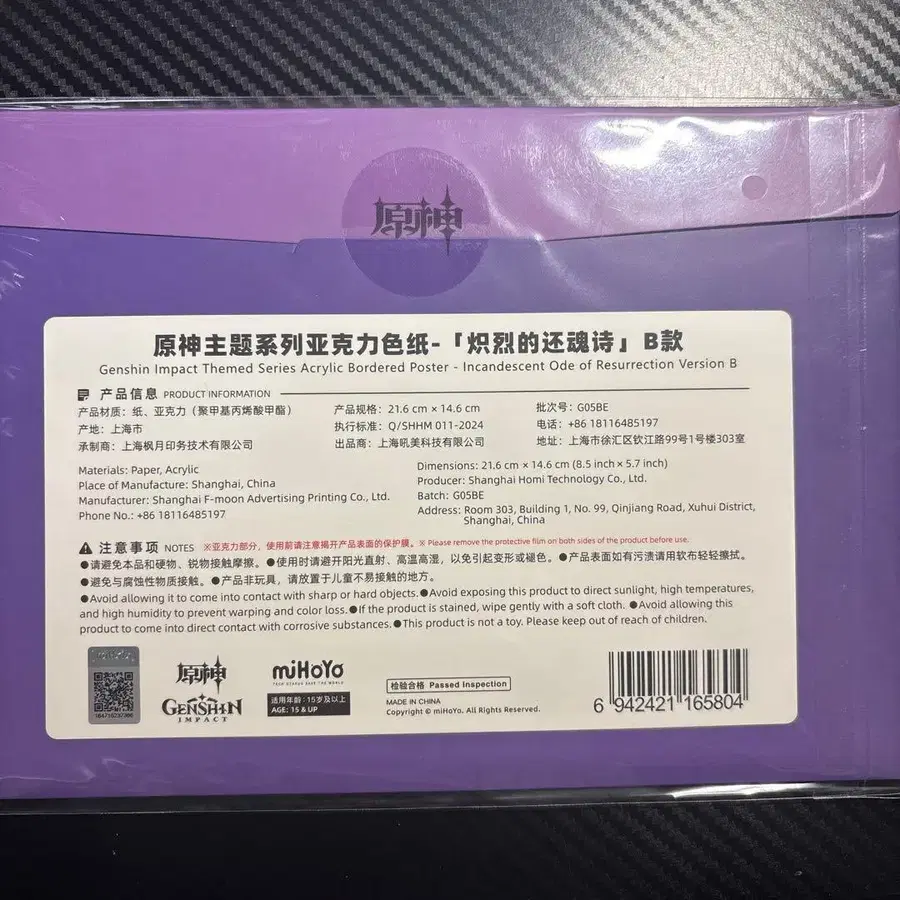 原神
原神主题系列亚克力色纸-「炽烈的还魂诗」B款
Genshin Impact Themed Series Acrylic Bordered Poster - Incandescent Ode of Resurrection Version B
产品信息 PRODUCT INFORMATION
产品材质：纸、亚克力（聚甲基丙烯酸甲酯） 产品规格：21.6 cm × 14.6 cm 批次号：G05BE
产地：上海市 执行标准：Q/SHHM 011-2024 电话：+86 18116485197
承制商：上海枫月印务技术有限公司 出品商：上海吼美科技有限公司 地址：上海市徐汇区钦江路99号1号楼303室
Materials: Paper, Acrylic
Place of Manufacture: Shanghai, China
Manufacturer: Shanghai F-moon Advertising Printing Co., Ltd.
Phone No.: +86 18116485197
Dimensions: 21.6 cm × 14.6 cm (8.5 inch × 5.7 inch)
Producer: Shanghai Homi Technology Co., Ltd.
Batch: G05BE
Address: Room 303, Building 1, No. 99, Qinjiang Road, Xuhui District,
Shanghai, China
注意事项 NOTES ※亚克力部分，使用前请注意揭开产品表面的保护膜。※ Please remove the protective film on both sides of the product before use.
●请避免本品和硬物、锐物接触摩擦。●使用时请避开阳光直射、高温高湿，以免引起变形或褪色。●产品表面如有污渍请用软布轻轻擦拭。
●避免与腐蚀性物质接触。●产品非玩具，请放置于儿童不易接触的地方。
●Avoid allowing it to come into contact with sharp or hard objects.●Avoid exposing this product to direct sunlight, high temperatures,
and high humidity to prevent warping and color loss.●If the product is stained, wipe gently with a soft cloth. ●Avoid allowing
this product to come into direct contact with corrosive substances.●This product is not a toy. Please keep out of reach of children.
原神
GENSHIN
IMPACT
miHoYo
TECH OTAKUS SAVE THE WORLD
适用年龄：15岁及以上
AGE: 15 & UP
检验合格 Passed Inspection
MADE IN CHINA
Copyright © miHoYo. All Rights Reserved.
6 942421 165804